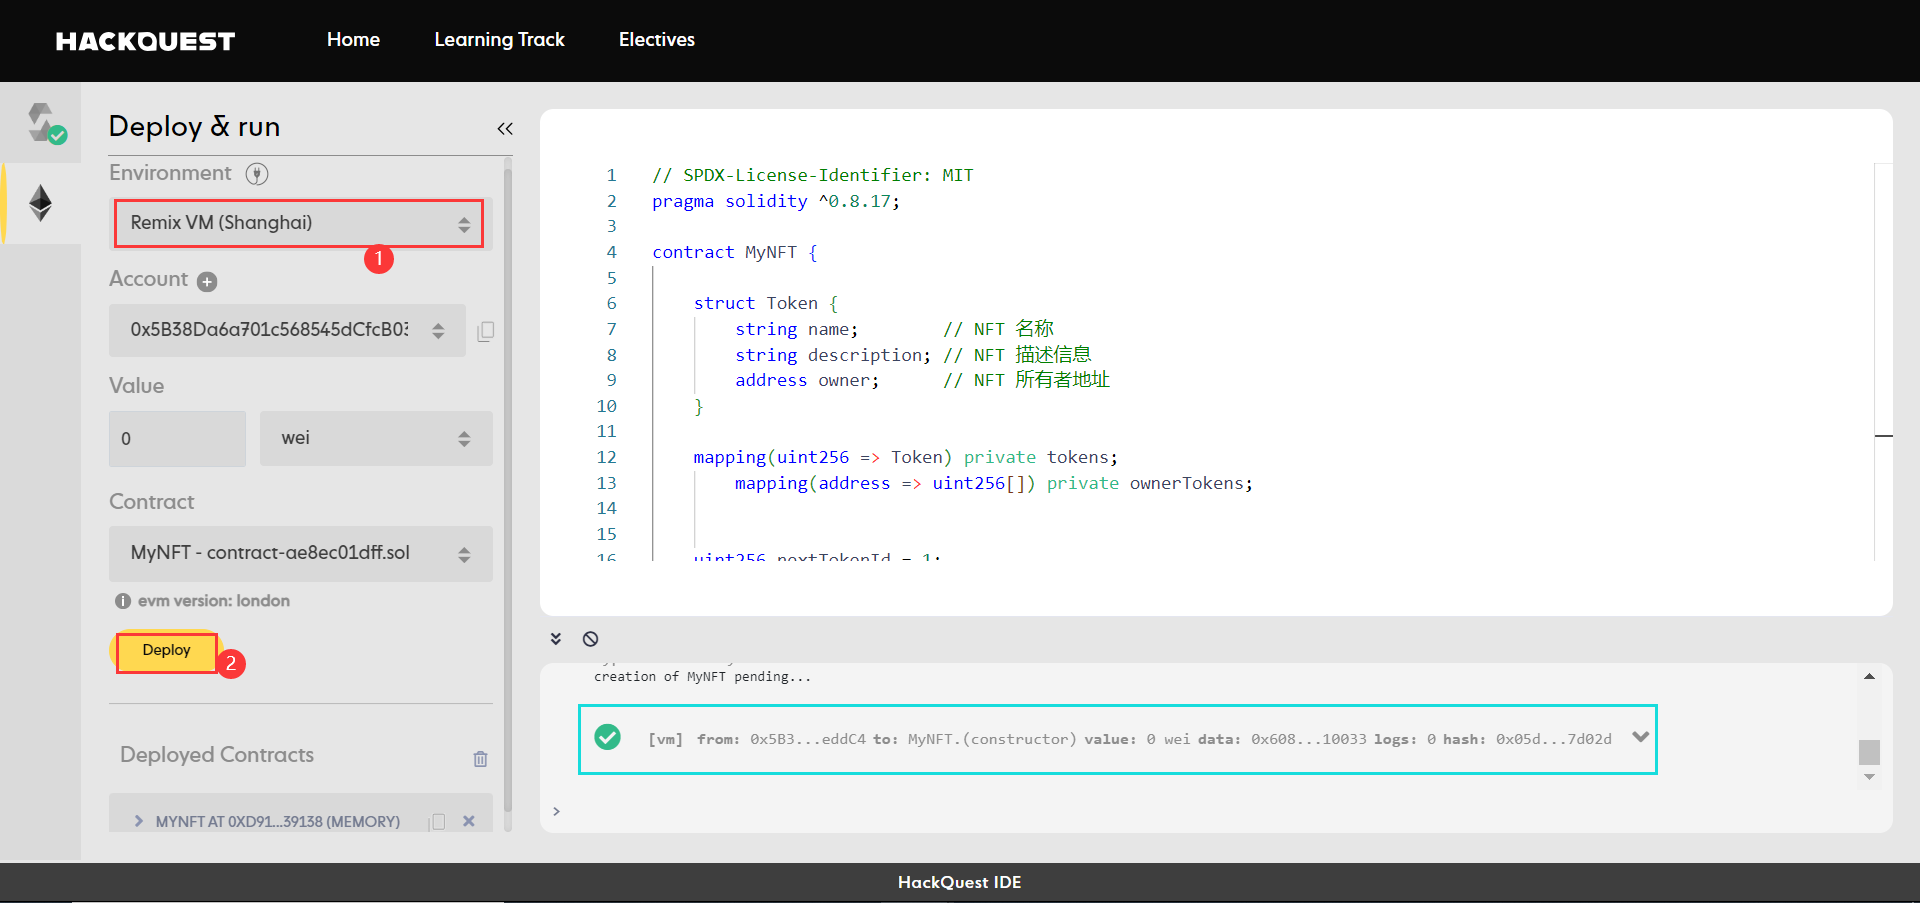 HACKQUEST
Home
Learning Track
Electives
Deploy & run
Environment
Remix VM (Shanghai)
1
Account
0x5B38Da6a701c568545dCfcB03
Value
0
wei
Contract
MyNFT - contract-ae8ec01dff.sol
evm version: london
Deploy
2
Deployed Contracts
MYNFT AT 0XD91...39138 (MEMORY)
1 // SPDX-License-Identifier: MIT
2 pragma solidity ^0.8.17;
3
4 contract MyNFT {
5
6 struct Token {
7 string name; // NFT 名称
8 string description; // NFT 描述信息
9 address owner; // NFT 所有者地址
10 }
11
12 mapping(uint256 => Token) private tokens;
13 mapping(address => uint256[]) private ownerTokens;
14
15
16 uint256 nextTokenId = 1;
creation of MyNFT pending...
[vm] from: 0x5B3...eddC4 to: MyNFT.(constructor) value: 0 wei data: 0x608...10033 logs: 0 hash: 0x05d...7d02d
>
HackQuest IDE